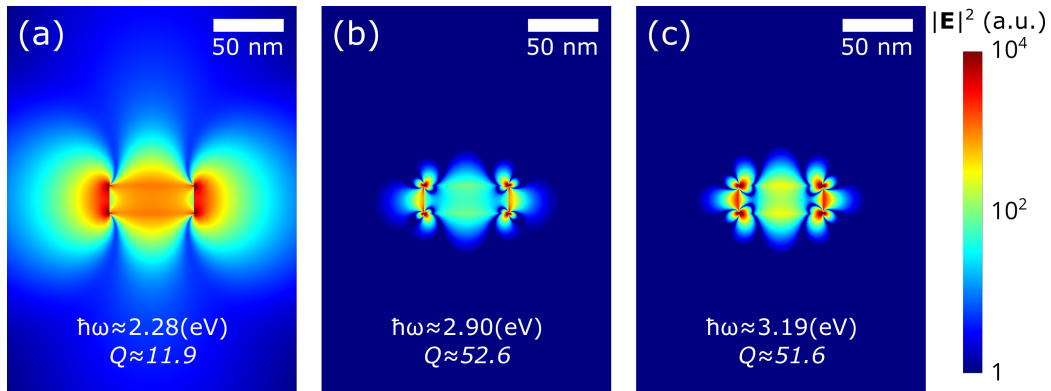 (a)
50 nm
ħω≈2.28(eV)
Q≈11.9
(b)
50 nm
ħω≈2.90(eV)
Q≈52.6
(c)
50 nm
ħω≈3.19(eV)
Q≈51.6
|E|² (a.u.)
10⁴
10²
1